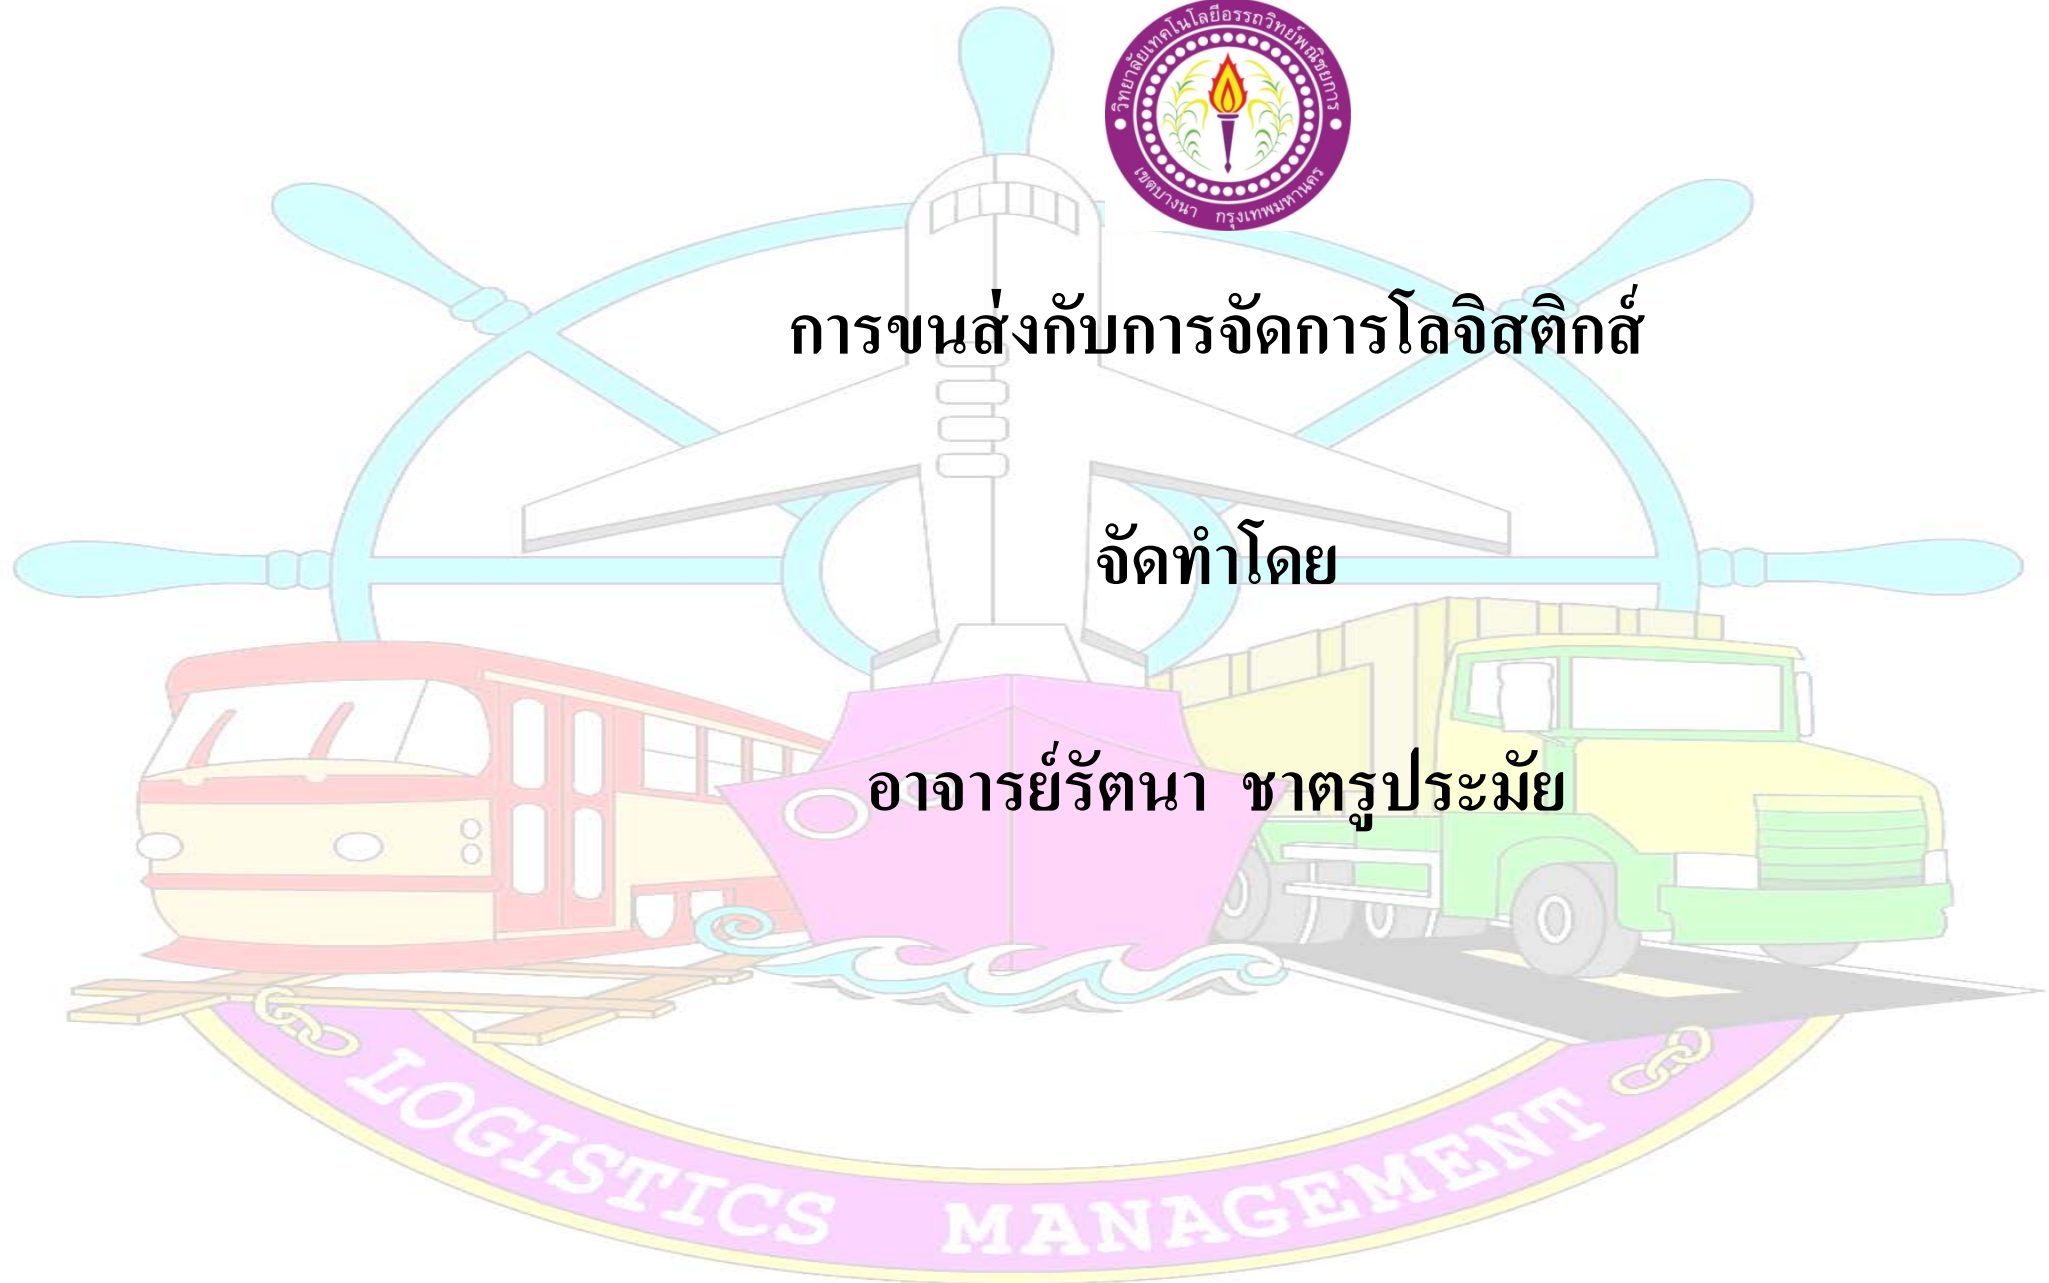 วิทยาลัยเทคโนโลยีอรรถวิทย์พณิชยการ
เขตบางนา กรุงเทพมหานคร
การขนส่งกับการจัดการโลจิสติกส์
จัดทำโดย
อาจารย์รัตนา ชาตรูประมัย
LOGISTICS MANAGEMENT